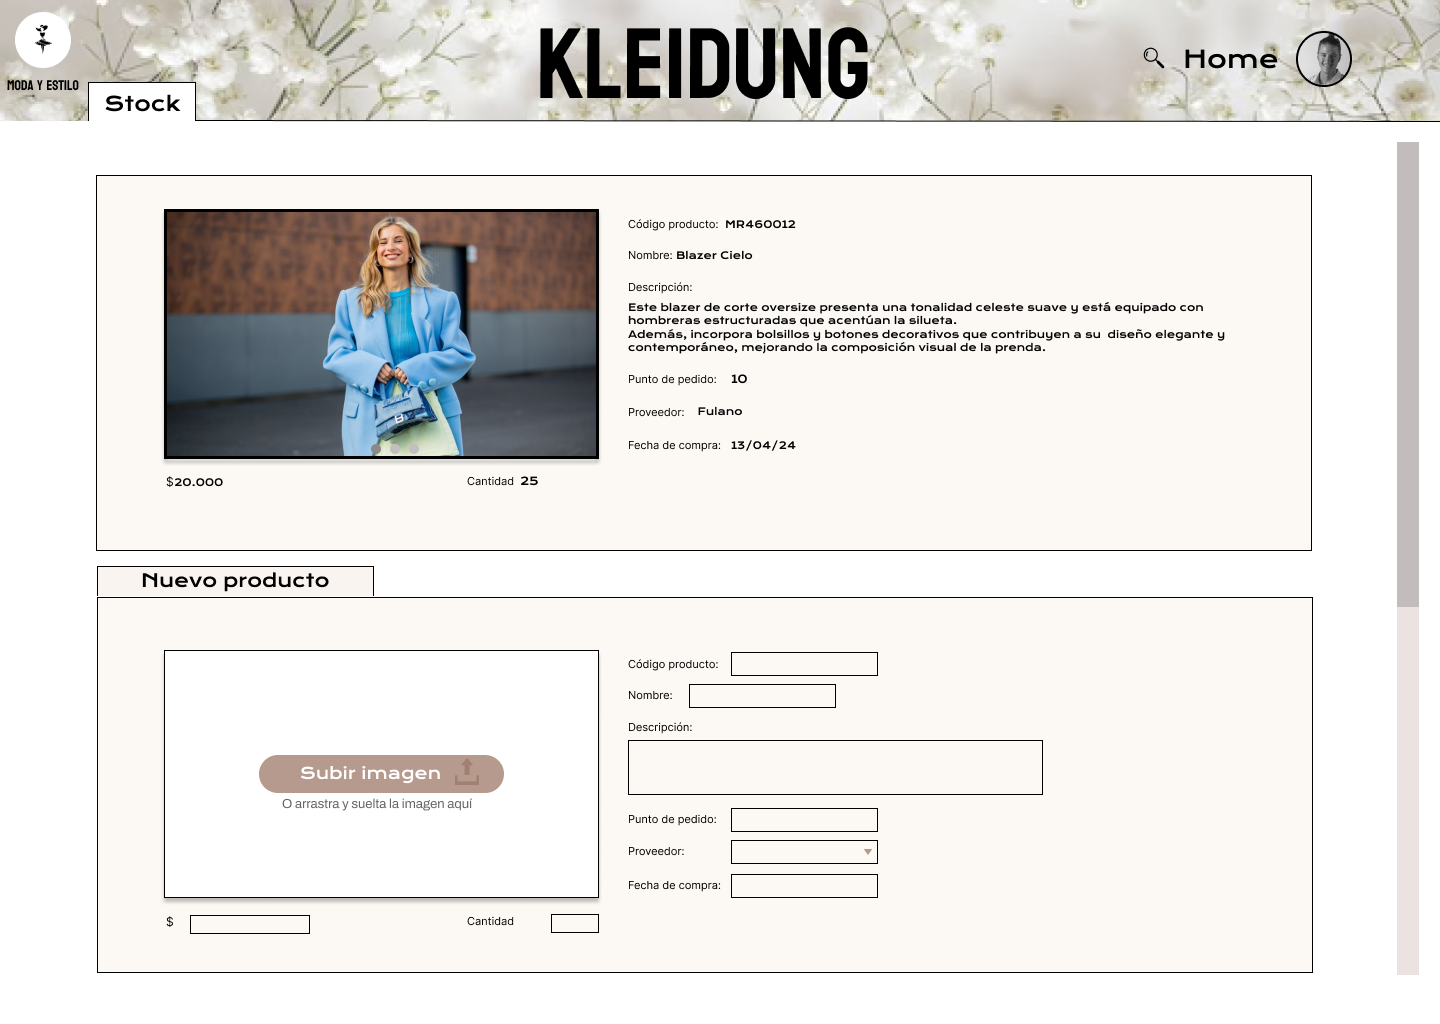 KLEIDUNG
Home
MODA Y ESTILO
Stock
Código producto: MR460012
Nombre: Blazer Cielo
Descripción:
Este blazer de corte oversize presenta una tonalidad celeste suave y está equipado con
hombreras estructuradas que acentúan la silueta.
Además, incorpora bolsillos y botones decorativos que contribuyen a su diseño elegante y
contemporáneo, mejorando la composición visual de la prenda.
Punto de pedido: 10
Proveedor: Fulano
Fecha de compra: 13/04/24
$20.000
Cantidad 25
Nuevo producto
Subir imagen
O arrastra y suelta la imagen aquí
Código producto:
Nombre:
Descripción:
Punto de pedido:
Proveedor:
Fecha de compra:
$
Cantidad